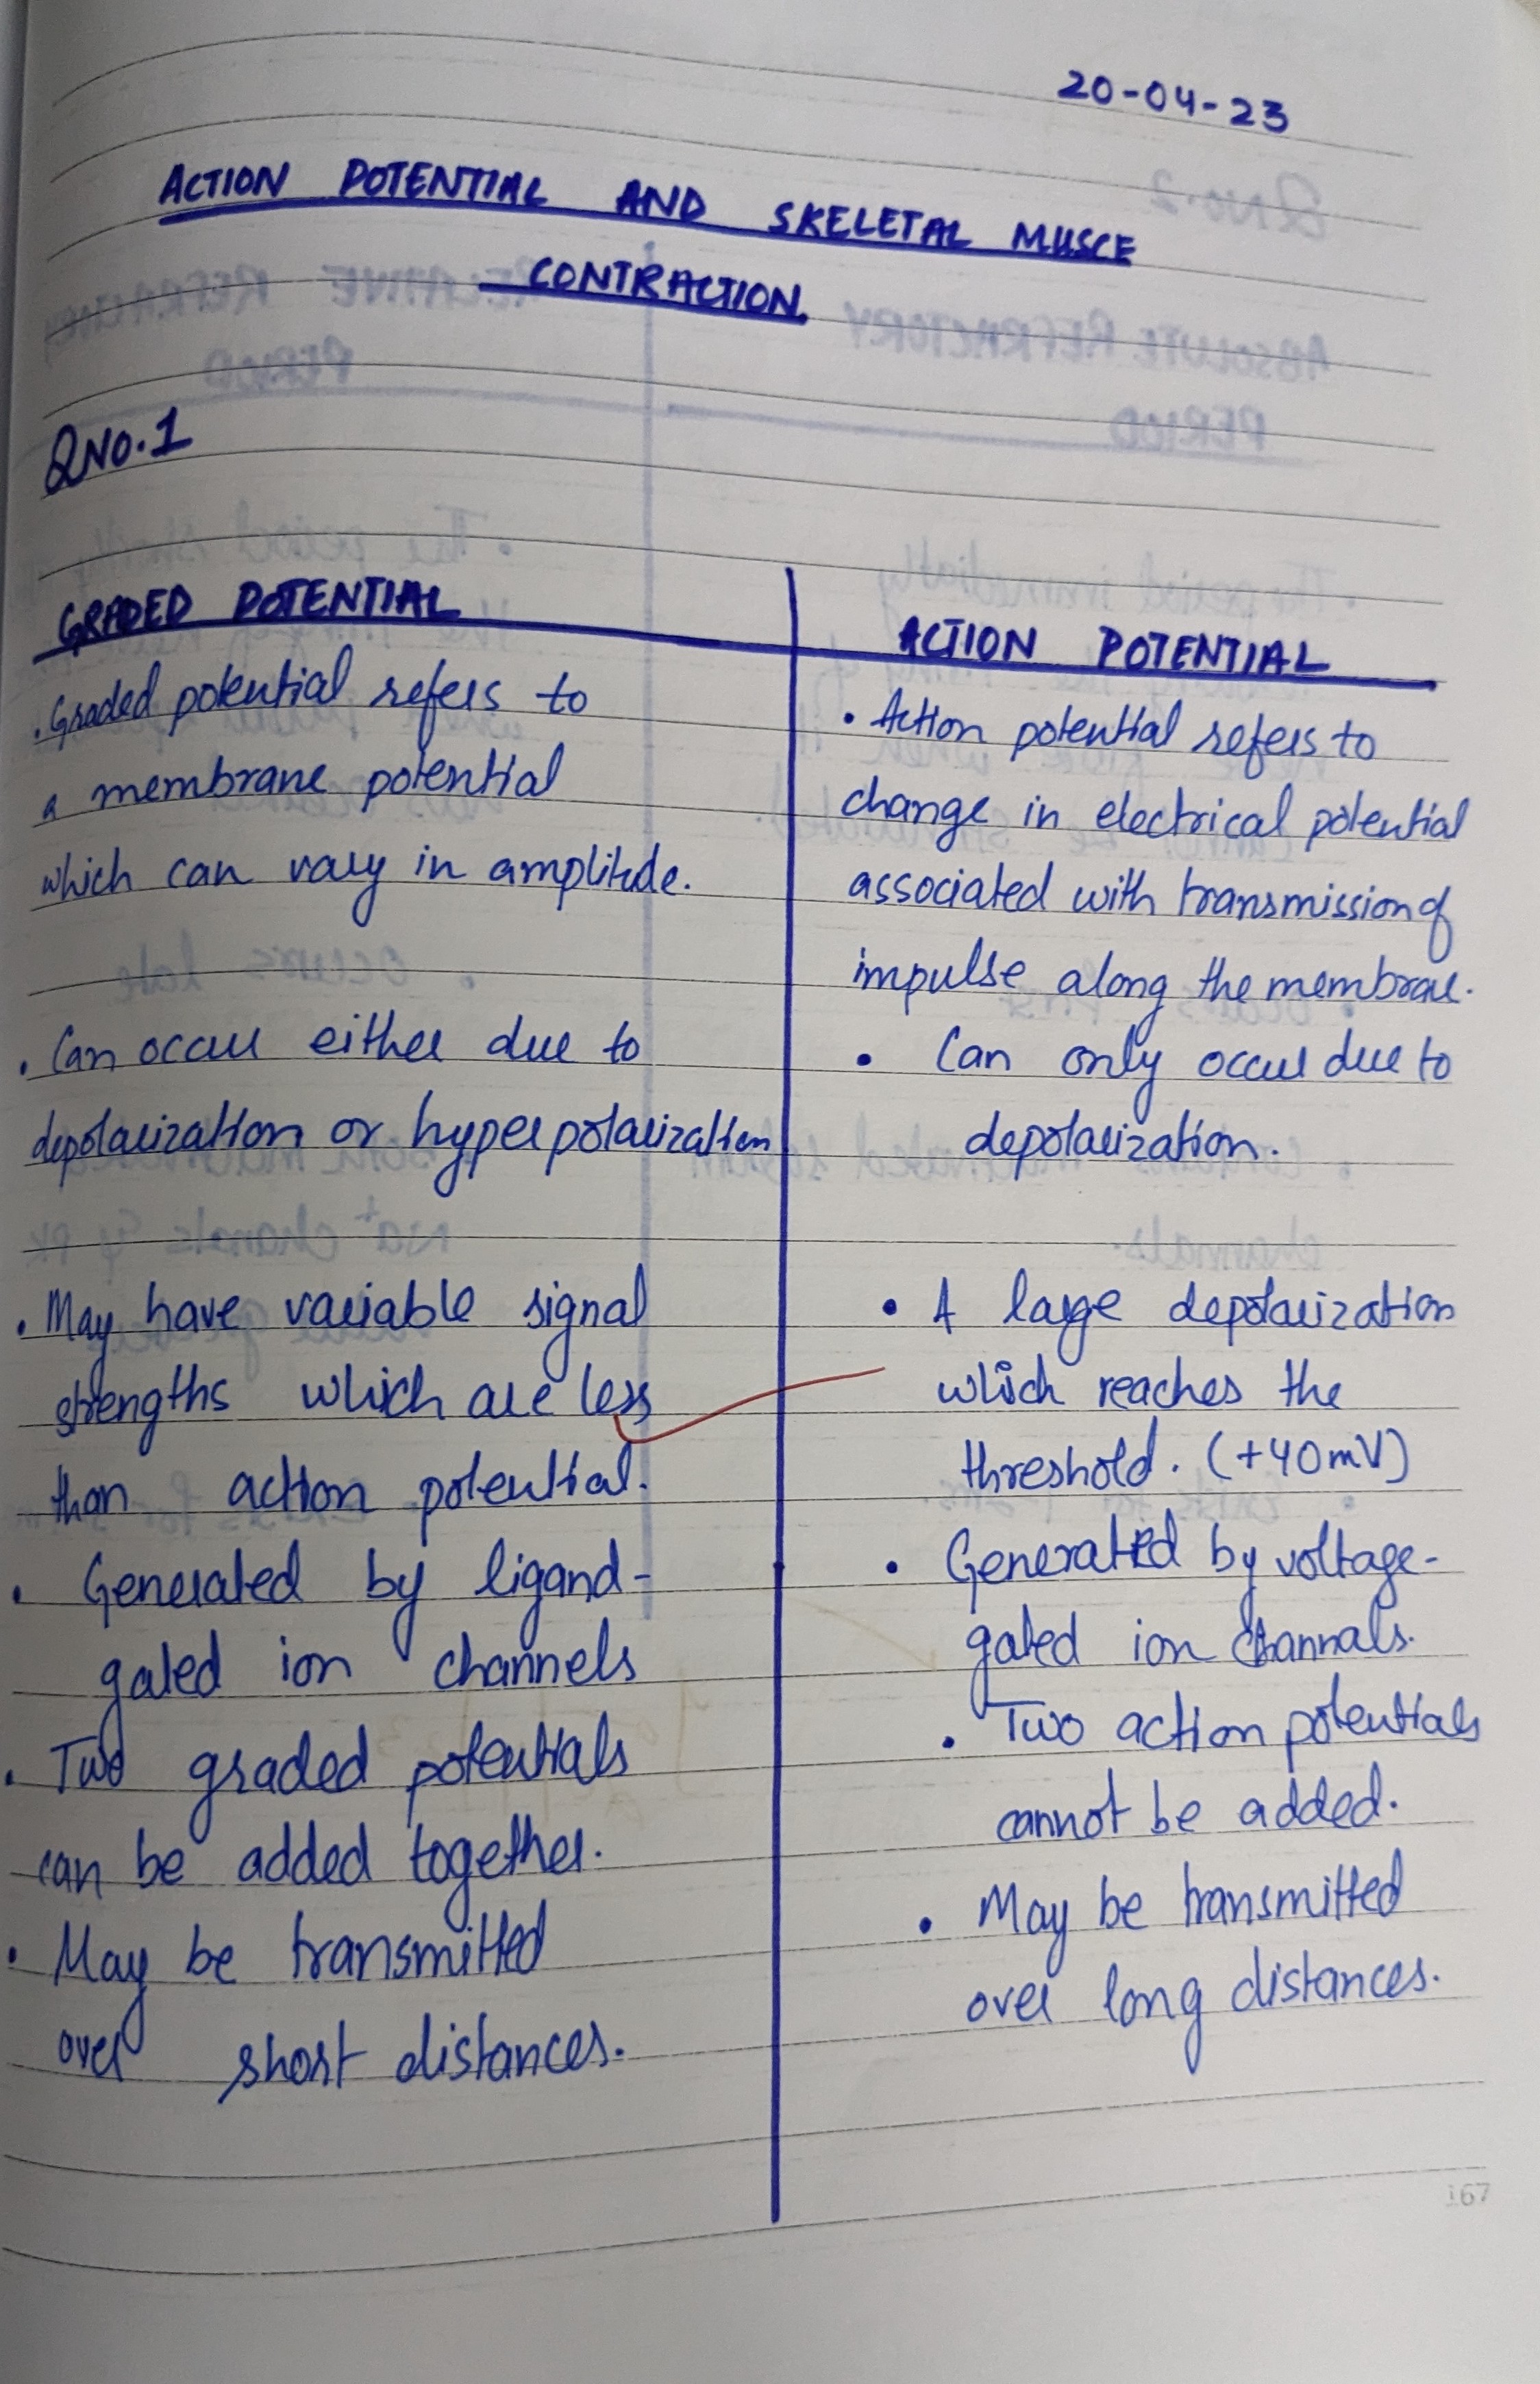 20-04-23
ACTION POTENTIAL AND SKELETAL MUSCE
CONTRACTION
QNO.1
GRADED POTENTIAL
. Graded potential refers to
a membrane potential
which can vary in amplitude.
. Can occur either due to
depolarization or hyperpolarization
. May have variable signal
strengths which are less
than action potential.
. Generated by ligand-
gated ion channels
. Two graded potentials
can be added together.
. May be transmitted
over short distances.
ACTION POTENTIAL
• Action potential refers to
change in electrical potential
associated with transmission of
impulse along the membrane.
• Can only occur due to
depolarization.
• A large depolarization
which reaches the
threshold. (+40mV)
• Generated by voltage-
gated ion channals.
. Two action potentials
cannot be added.
• May be transmitted
over long distances.
167